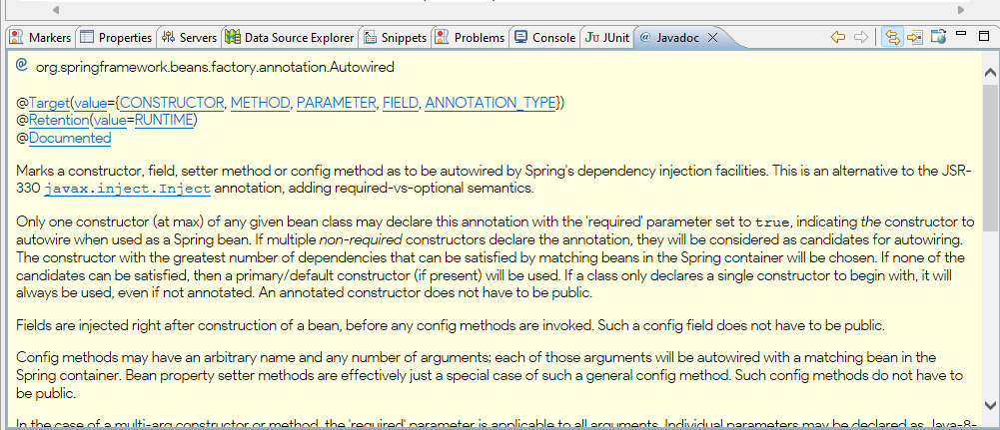 Markers Properties Servers Data Source Explorer Snippets Problems Console JUnit @ Javadoc
@ org.springframework.beans.factory.annotation.Autowired
@Target(value={CONSTRUCTOR, METHOD, PARAMETER, FIELD, ANNOTATION_TYPE})
@Retention(value=RUNTIME)
@Documented
Marks a constructor, field, setter method or config method as to be autowired by Spring's dependency injection facilities. This is an alternative to the JSR-
330 javax.inject.Inject annotation, adding required-vs-optional semantics.
Only one constructor (at max) of any given bean class may declare this annotation with the 'required' parameter set to true, indicating the constructor to
autowire when used as a Spring bean. If multiple non-required constructors declare the annotation, they will be considered as candidates for autowiring.
The constructor with the greatest number of dependencies that can be satisfied by matching beans in the Spring container will be chosen. If none of the
candidates can be satisfied, then a primary/default constructor (if present) will be used. If a class only declares a single constructor to begin with, it will
always be used, even if not annotated. An annotated constructor does not have to be public.
Fields are injected right after construction of a bean, before any config methods are invoked. Such a config field does not have to be public.
Config methods may have an arbitrary name and any number of arguments; each of those arguments will be autowired with a matching bean in the
Spring container. Bean property setter methods are effectively just a special case of such a general config method. Such config methods do not have to
be public.
In the case of a multi-arg constructor or method, the 'required' parameter is applicable to all arguments. Individual parameters may be declared as Java-8-